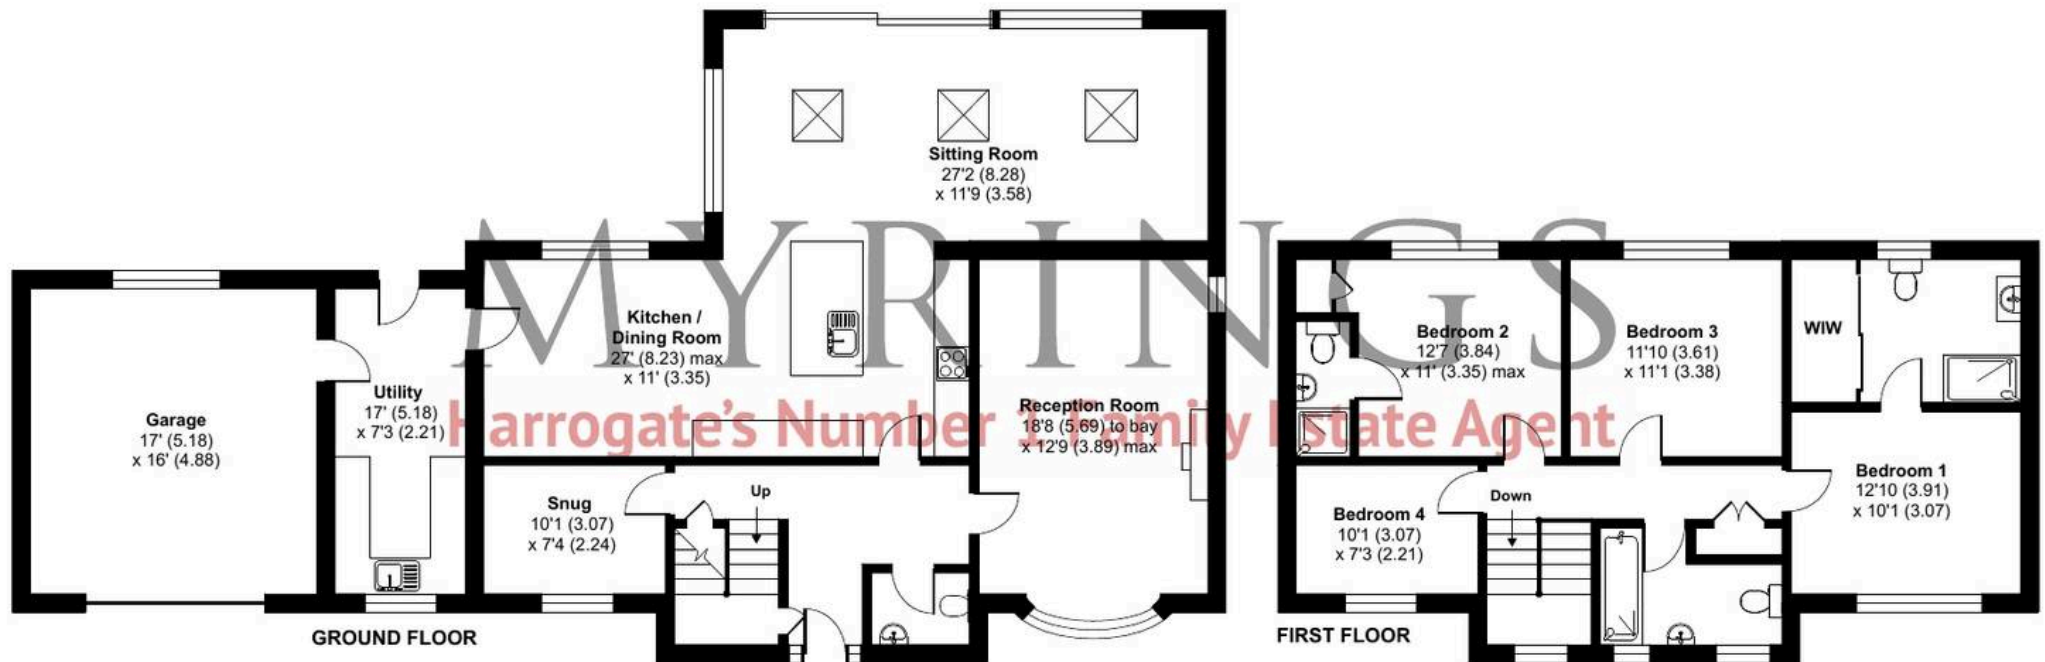 MYRINGS
Harrogate's Number 1 Family Estate Agent
Sitting Room
27'2 (8.28)
x 11'9 (3.58)
Kitchen /
Dining Room
27' (8.23) max
x 11' (3.35)
Utility
17' (5.18)
x 7'3 (2.21)
Garage
17' (5.18)
x 16' (4.88)
Reception Room
18'8 (5.69) to bay
x 12'9 (3.89) max
Snug
10'1 (3.07)
x 7'4 (2.24)
Up
GROUND FLOOR
Bedroom 2
12'7 (3.84)
x 11' (3.35) max
Bedroom 3
11'10 (3.61)
x 11'1 (3.38)
WIW
Bedroom 1
12'10 (3.91)
x 10'1 (3.07)
Down
Bedroom 4
10'1 (3.07)
x 7'3 (2.21)
FIRST FLOOR